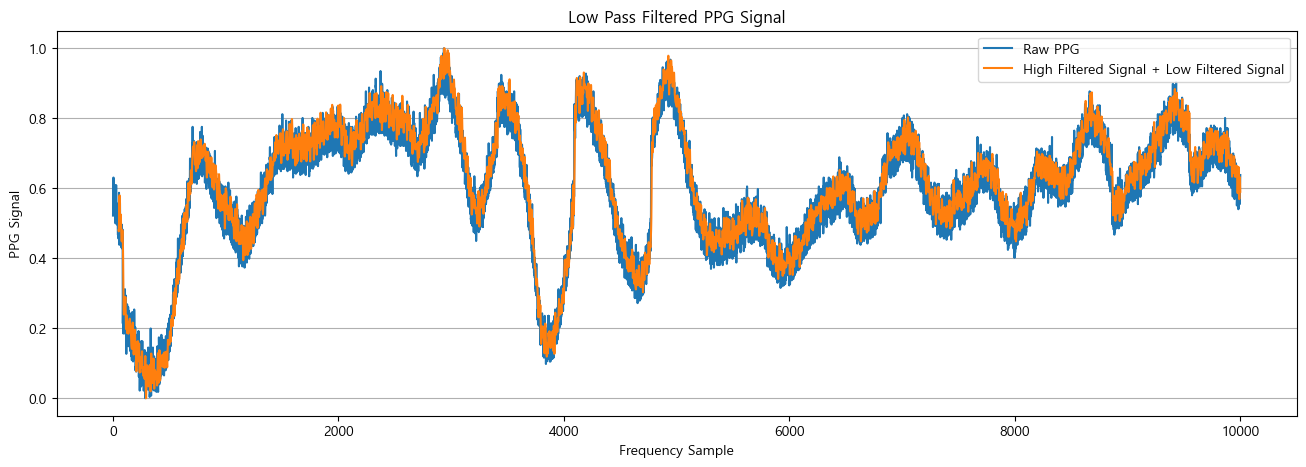 Low Pass Filtered PPG Signal
Raw PPG
High Filtered Signal + Low Filtered Signal
PPG Signal
1.0
0.8
0.6
0.4
0.2
0.0
0 2000 4000 6000 8000 10000
Frequency Sample